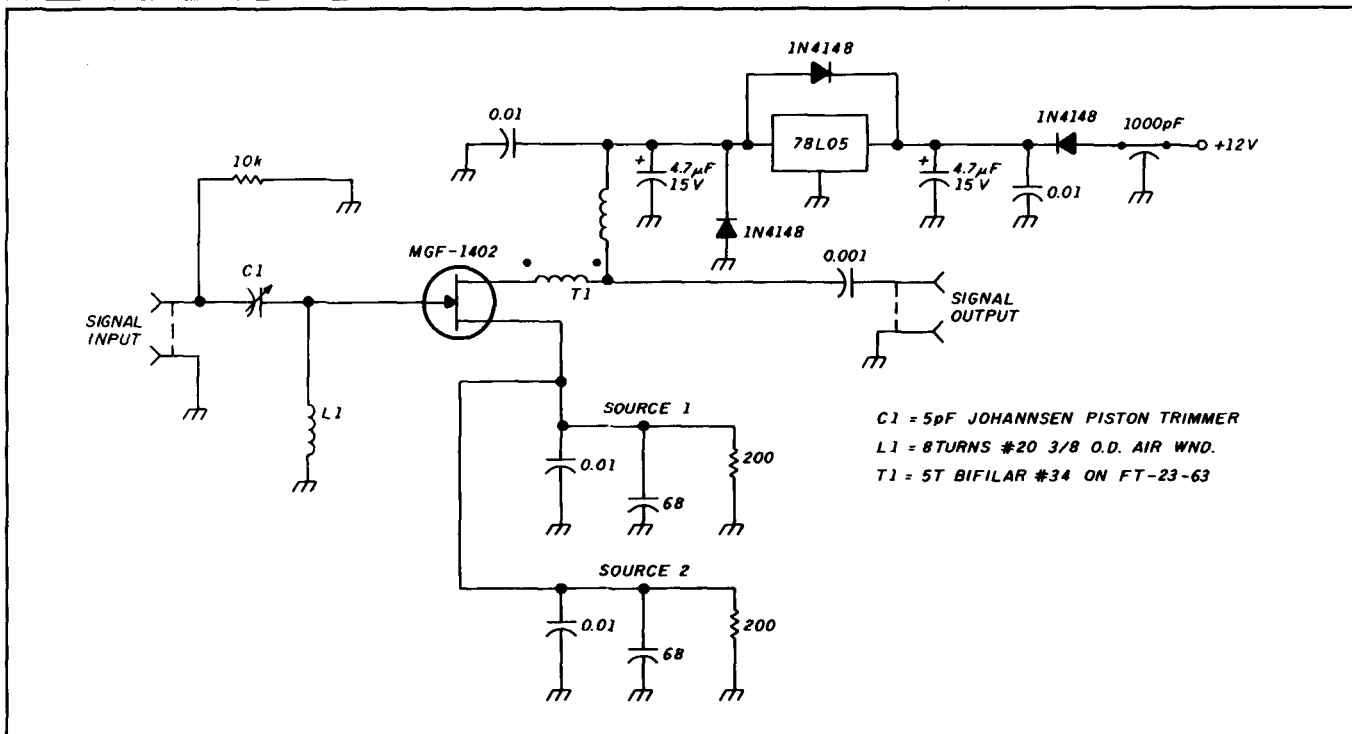 1N4148
0.01
78L05
1N4148
1000pF
+12V
10k
+
4.7µF
15V
+
4.7µF
15V
0.01
1N4148
MGF-1402
C1
T1
0.001
SIGNAL
INPUT
SIGNAL
OUTPUT
L1
SOURCE 1
0.01
68
200
C1 = 5pF JOHANNSEN PISTON TRIMMER
L1 = 8 TURNS #20 3/8 O.D. AIR WND.
T1 = 5T BIFILAR #34 ON FT-23-63
SOURCE 2
0.01
68
200